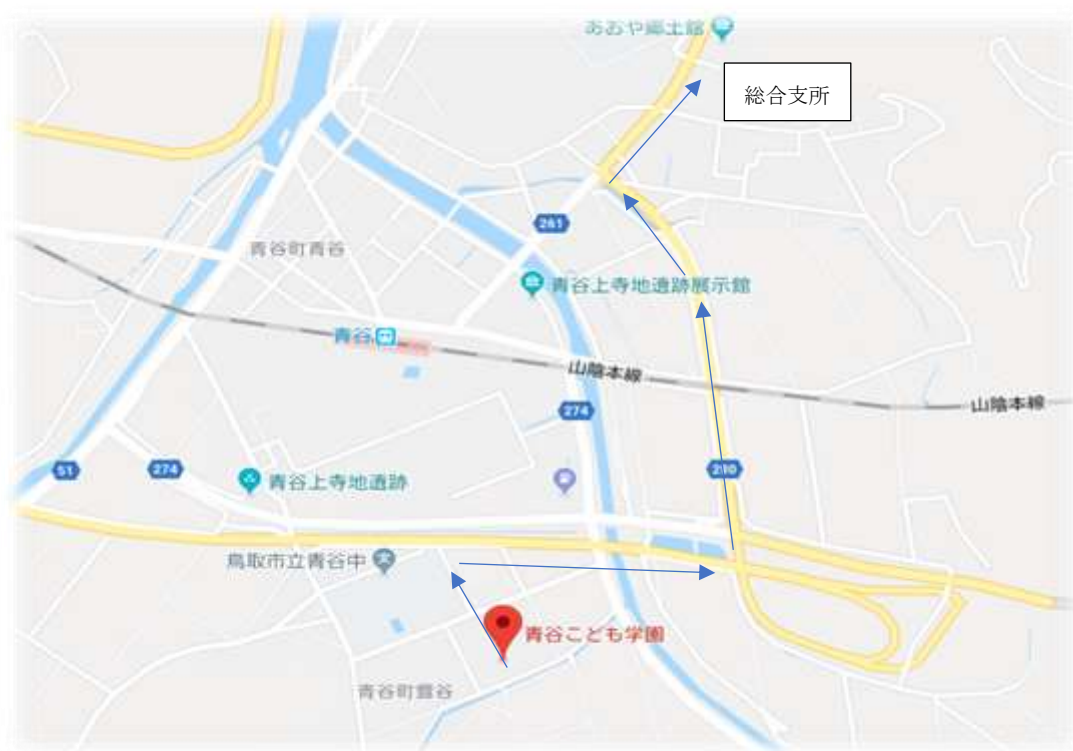 あおや郷土館
総合支所
261
青谷町青谷
青谷上寺地遺跡展示館
青谷
山陰本線
山陰本線
274
51
274
280
青谷上寺地遺跡
鳥取市立青谷中
青谷こども学園
青谷町露谷